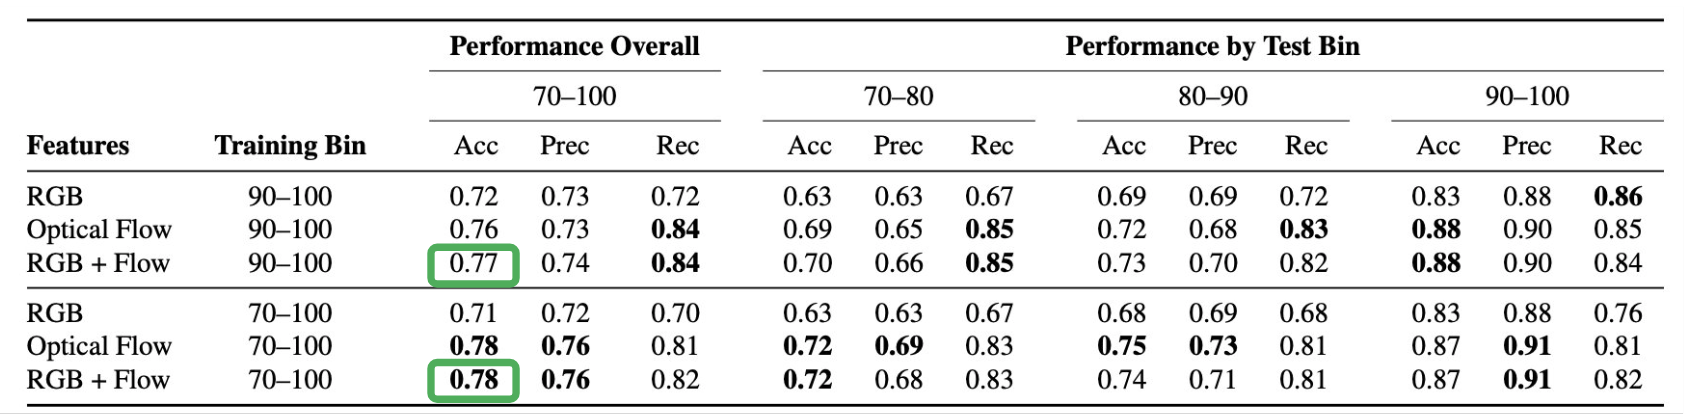 Performance Overall Performance by Test Bin
70–100 70–80 80–90 90–100
Features Training Bin Acc Prec Rec Acc Prec Rec Acc Prec Rec Acc Prec Rec
RGB 90–100 0.72 0.73 0.72 0.63 0.63 0.67 0.69 0.69 0.72 0.83 0.88 0.86
Optical Flow 90–100 0.76 0.73 0.84 0.69 0.65 0.85 0.72 0.68 0.83 0.88 0.90 0.85
RGB + Flow 90–100 0.77 0.74 0.84 0.70 0.66 0.85 0.73 0.70 0.82 0.88 0.90 0.84
RGB 70–100 0.71 0.72 0.70 0.63 0.63 0.67 0.68 0.69 0.68 0.83 0.88 0.76
Optical Flow 70–100 0.78 0.76 0.81 0.72 0.69 0.83 0.75 0.73 0.81 0.87 0.91 0.81
RGB + Flow 70–100 0.78 0.76 0.82 0.72 0.68 0.83 0.74 0.71 0.81 0.87 0.91 0.82